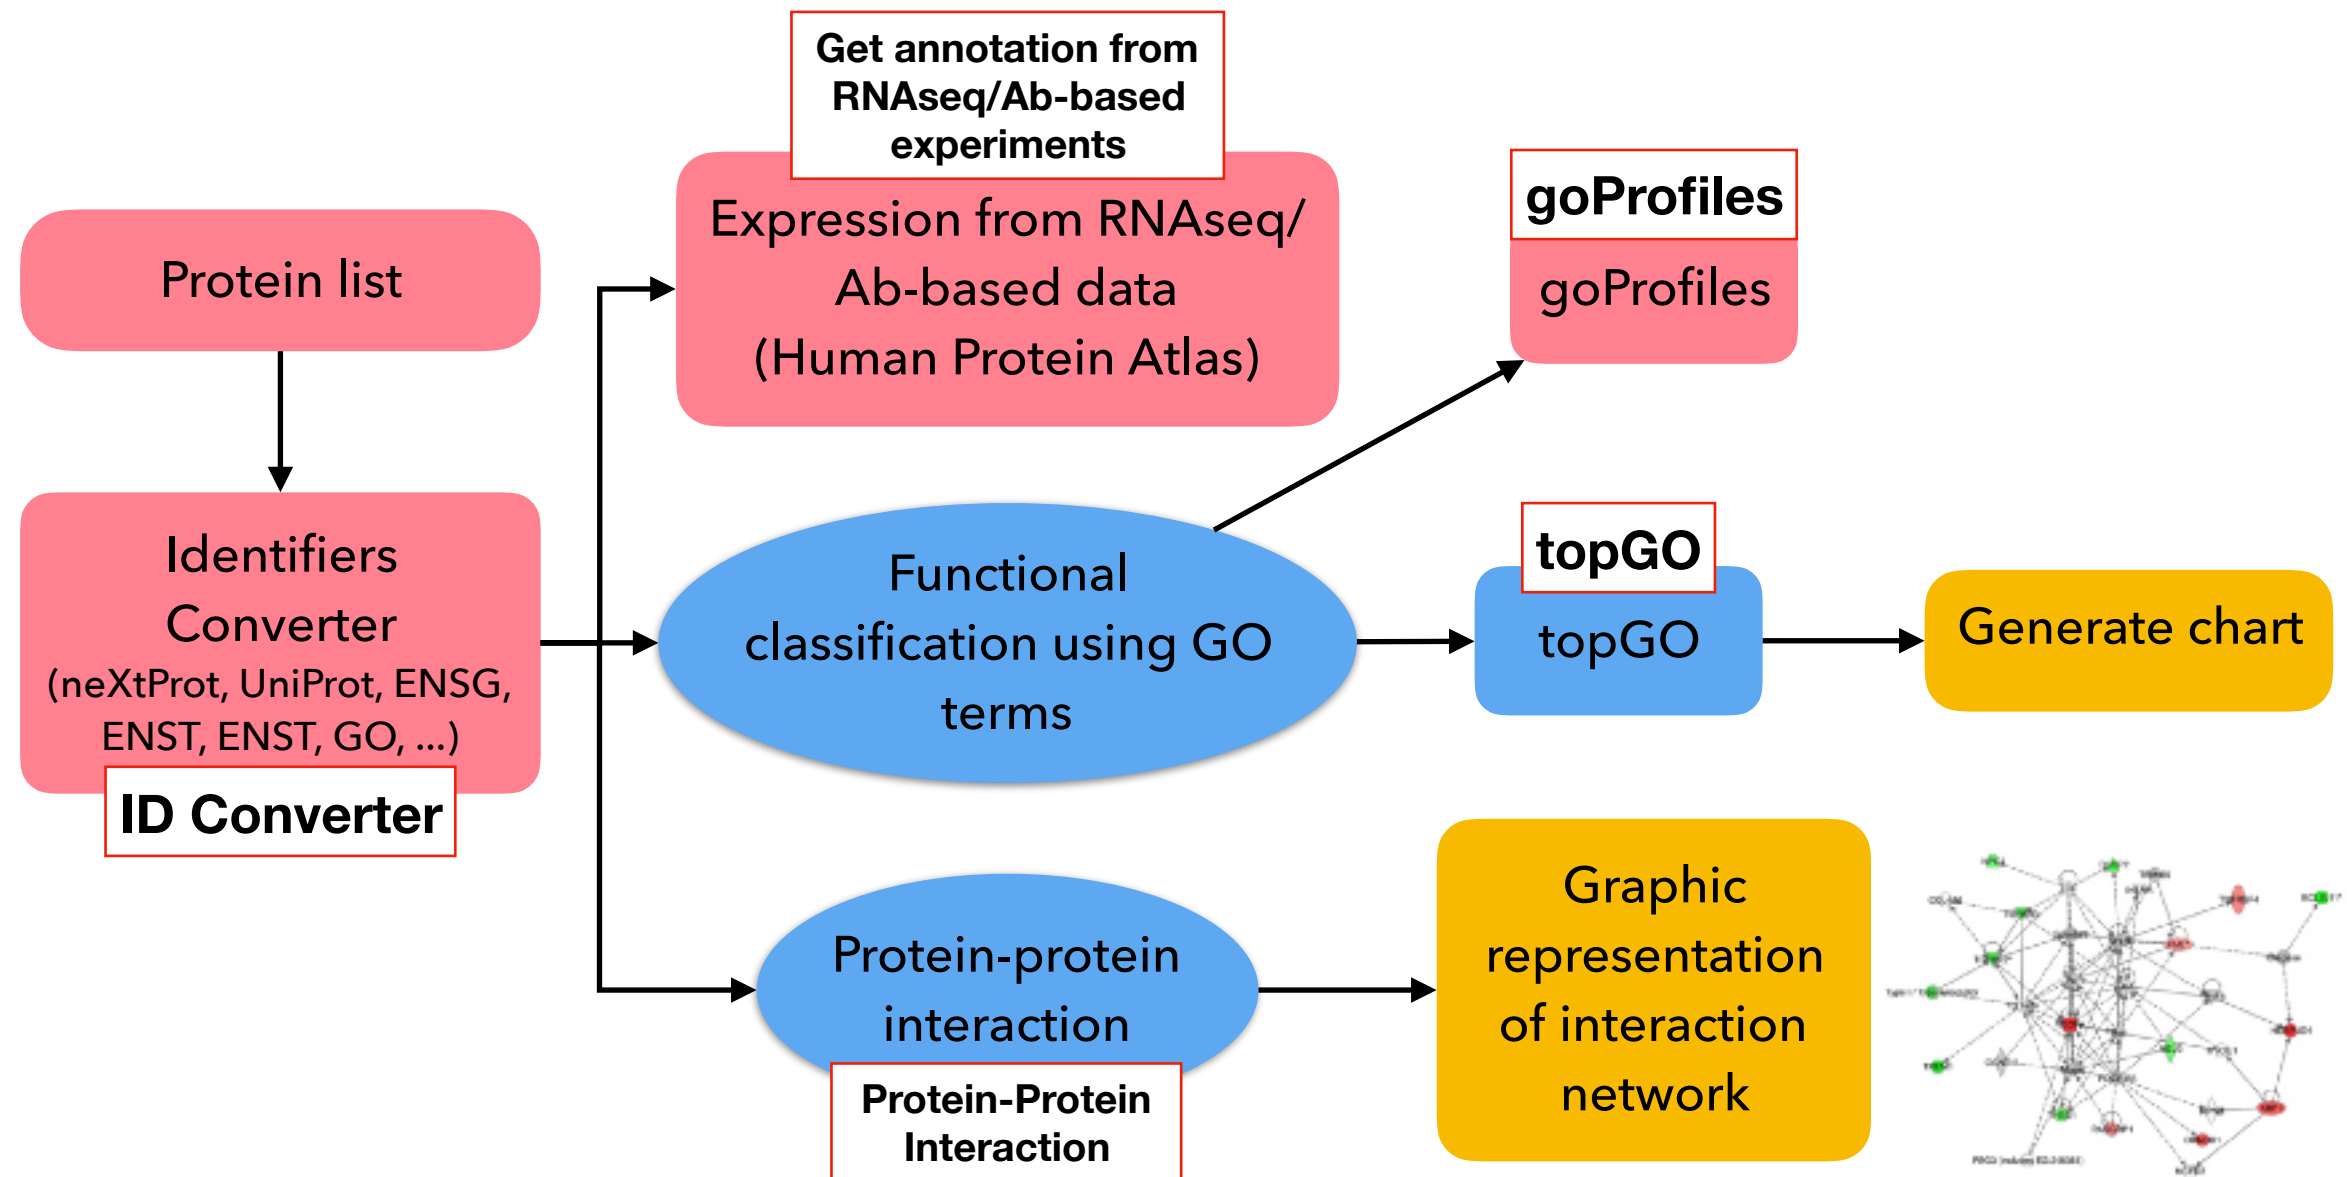 Get annotation from
RNAseq/Ab-based
experiments
Expression from RNAseq/
Ab-based data
(Human Protein Atlas)
goProfiles
goProfiles
Protein list
Identifiers
Converter
(neXtProt, UniProt, ENSG,
ENST, ENST, GO, ...)
ID Converter
Functional
classification using GO
terms
topGO
topGO
Generate chart
Protein-protein
interaction
Protein-Protein
Interaction
Graphic
representation
of interaction
network